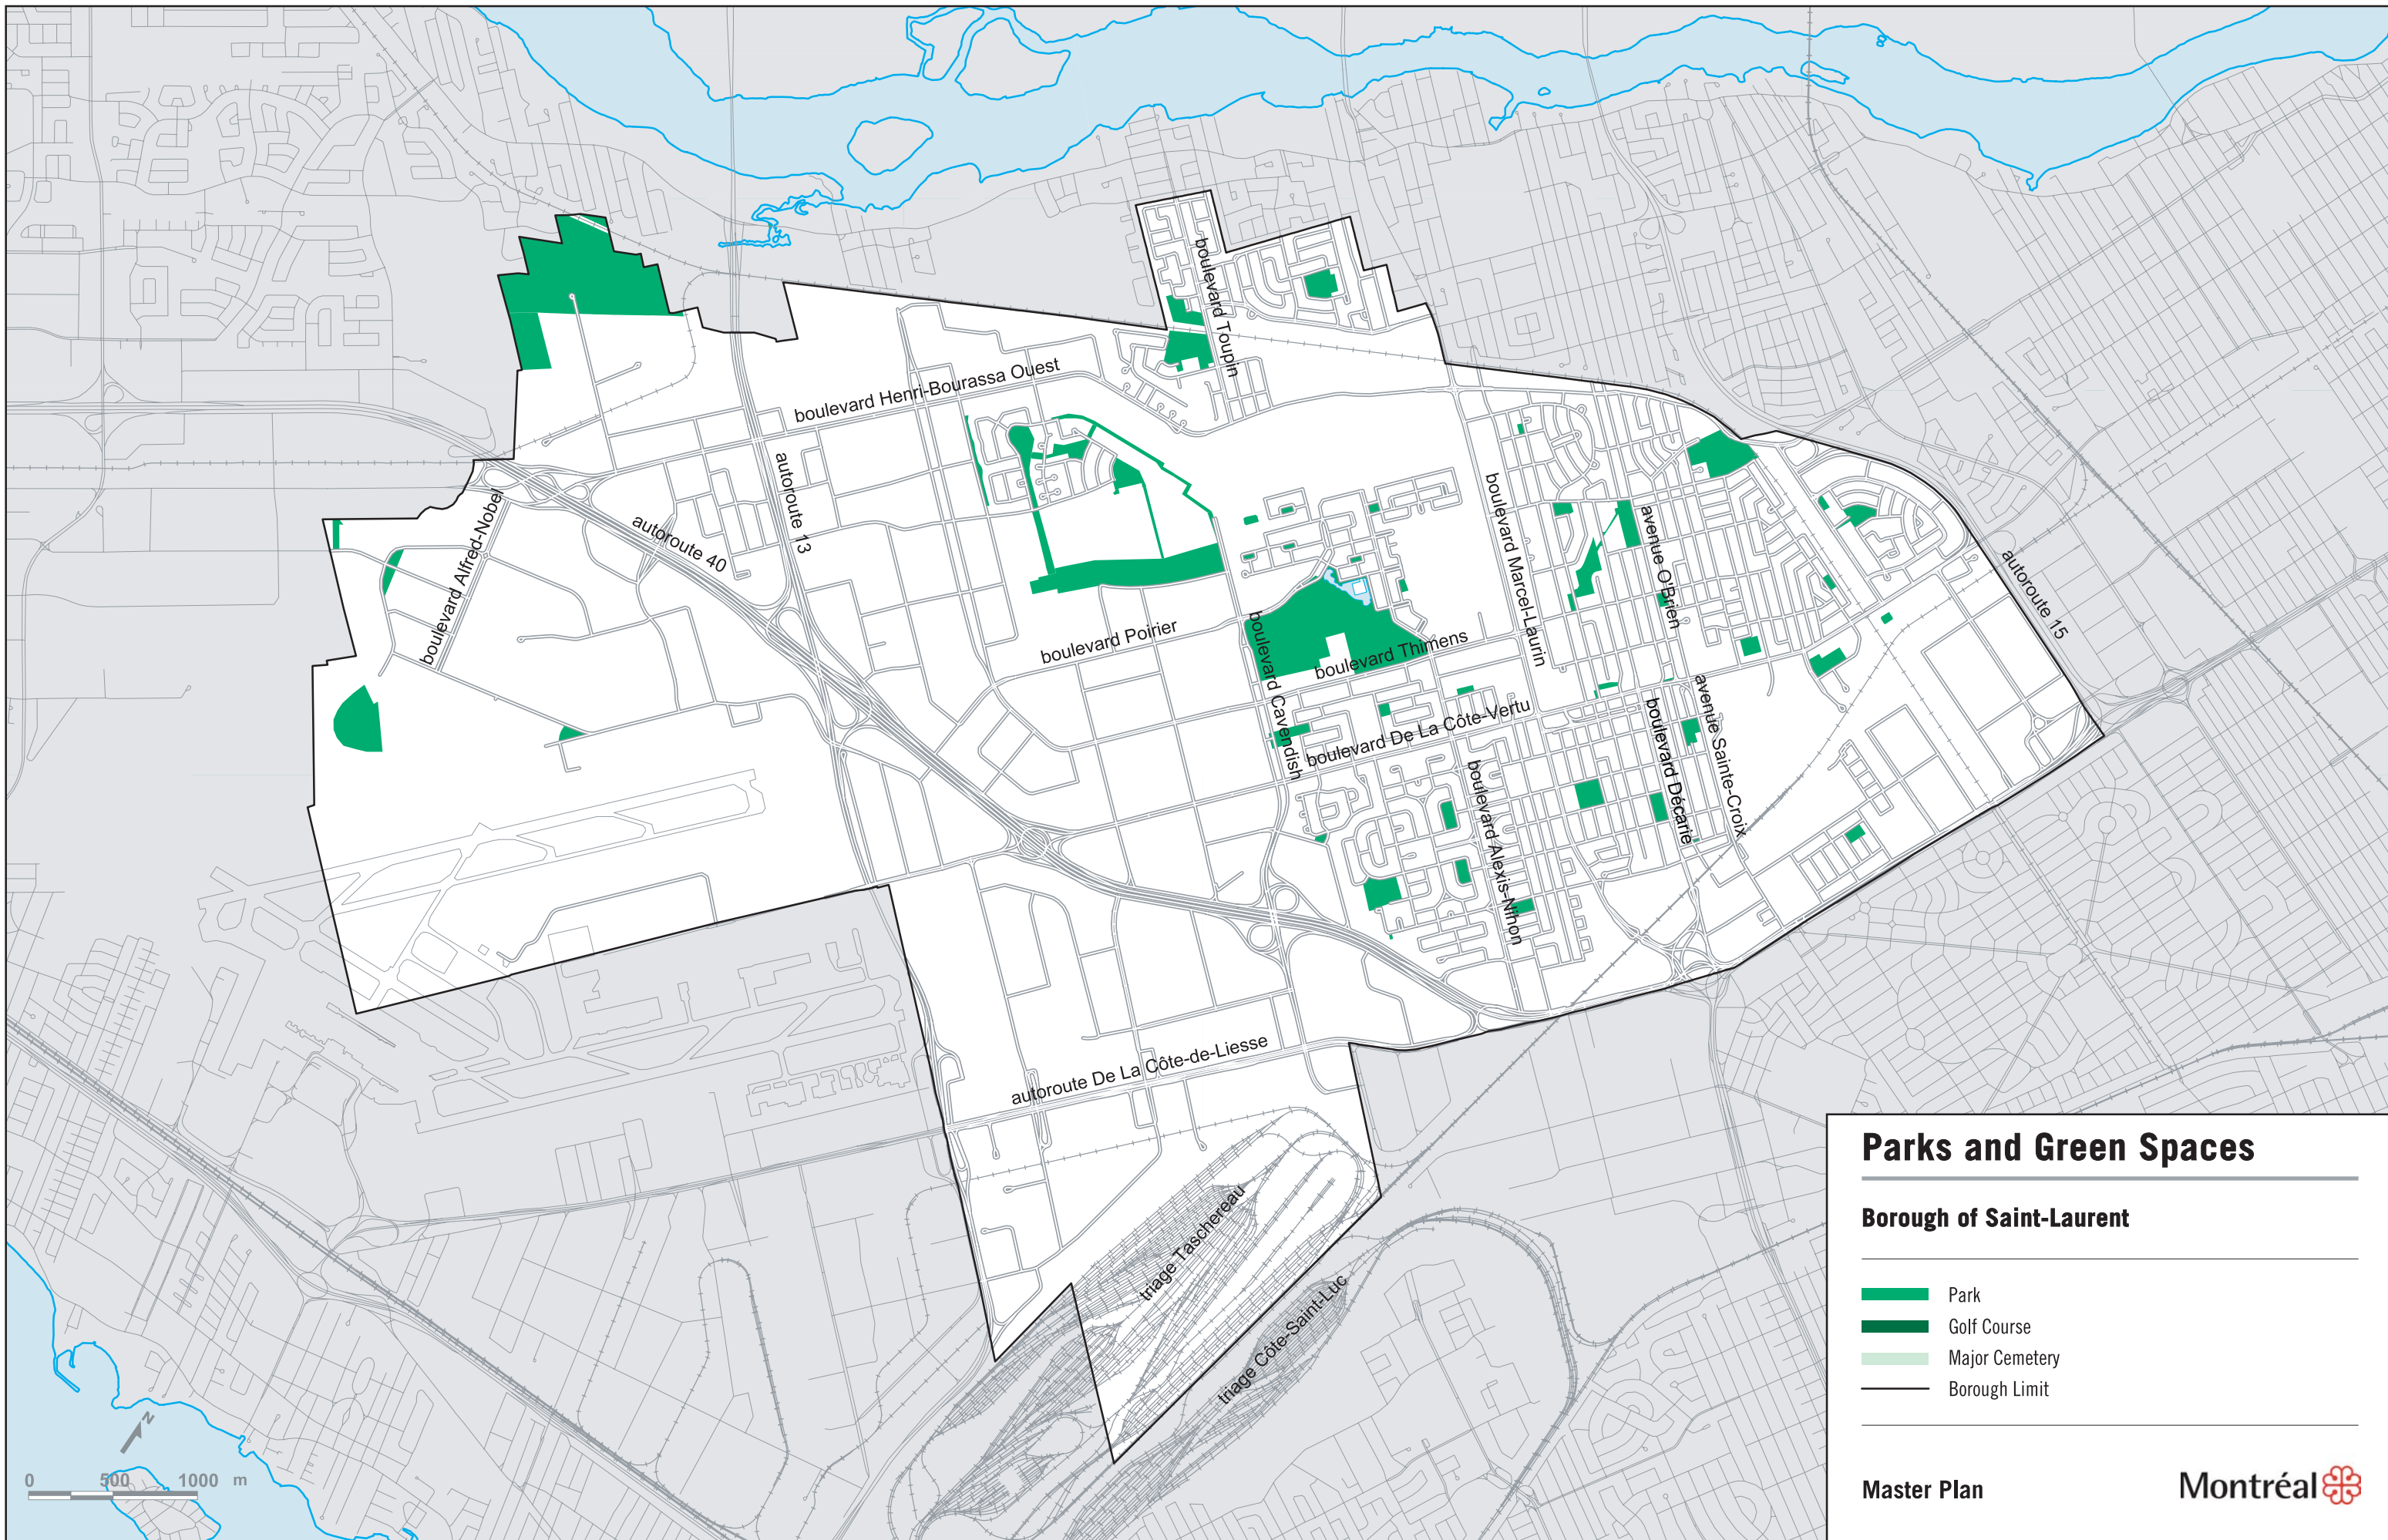 boulevard Toupin
boulevard Henri-Bourassa Ouest
autoroute 13
autoroute 40
boulevard Alfred-Nobel
boulevard Marcel-Laurin
avenue O'Brien
autoroute 15
boulevard Poirier
boulevard Cavendish
boulevard Thimens
boulevard De La Côte-Vertu
boulevard Alexis-Nihon
boulevard Décarie
avenue Sainte-Croix
autoroute De La Côte-de-Liesse
triage Taschereau
triage Côte-Saint-Luc
N
0 500 1000 m
Parks and Green Spaces
Borough of Saint-Laurent
Park
Golf Course
Major Cemetery
Borough Limit
Master Plan
Montréal